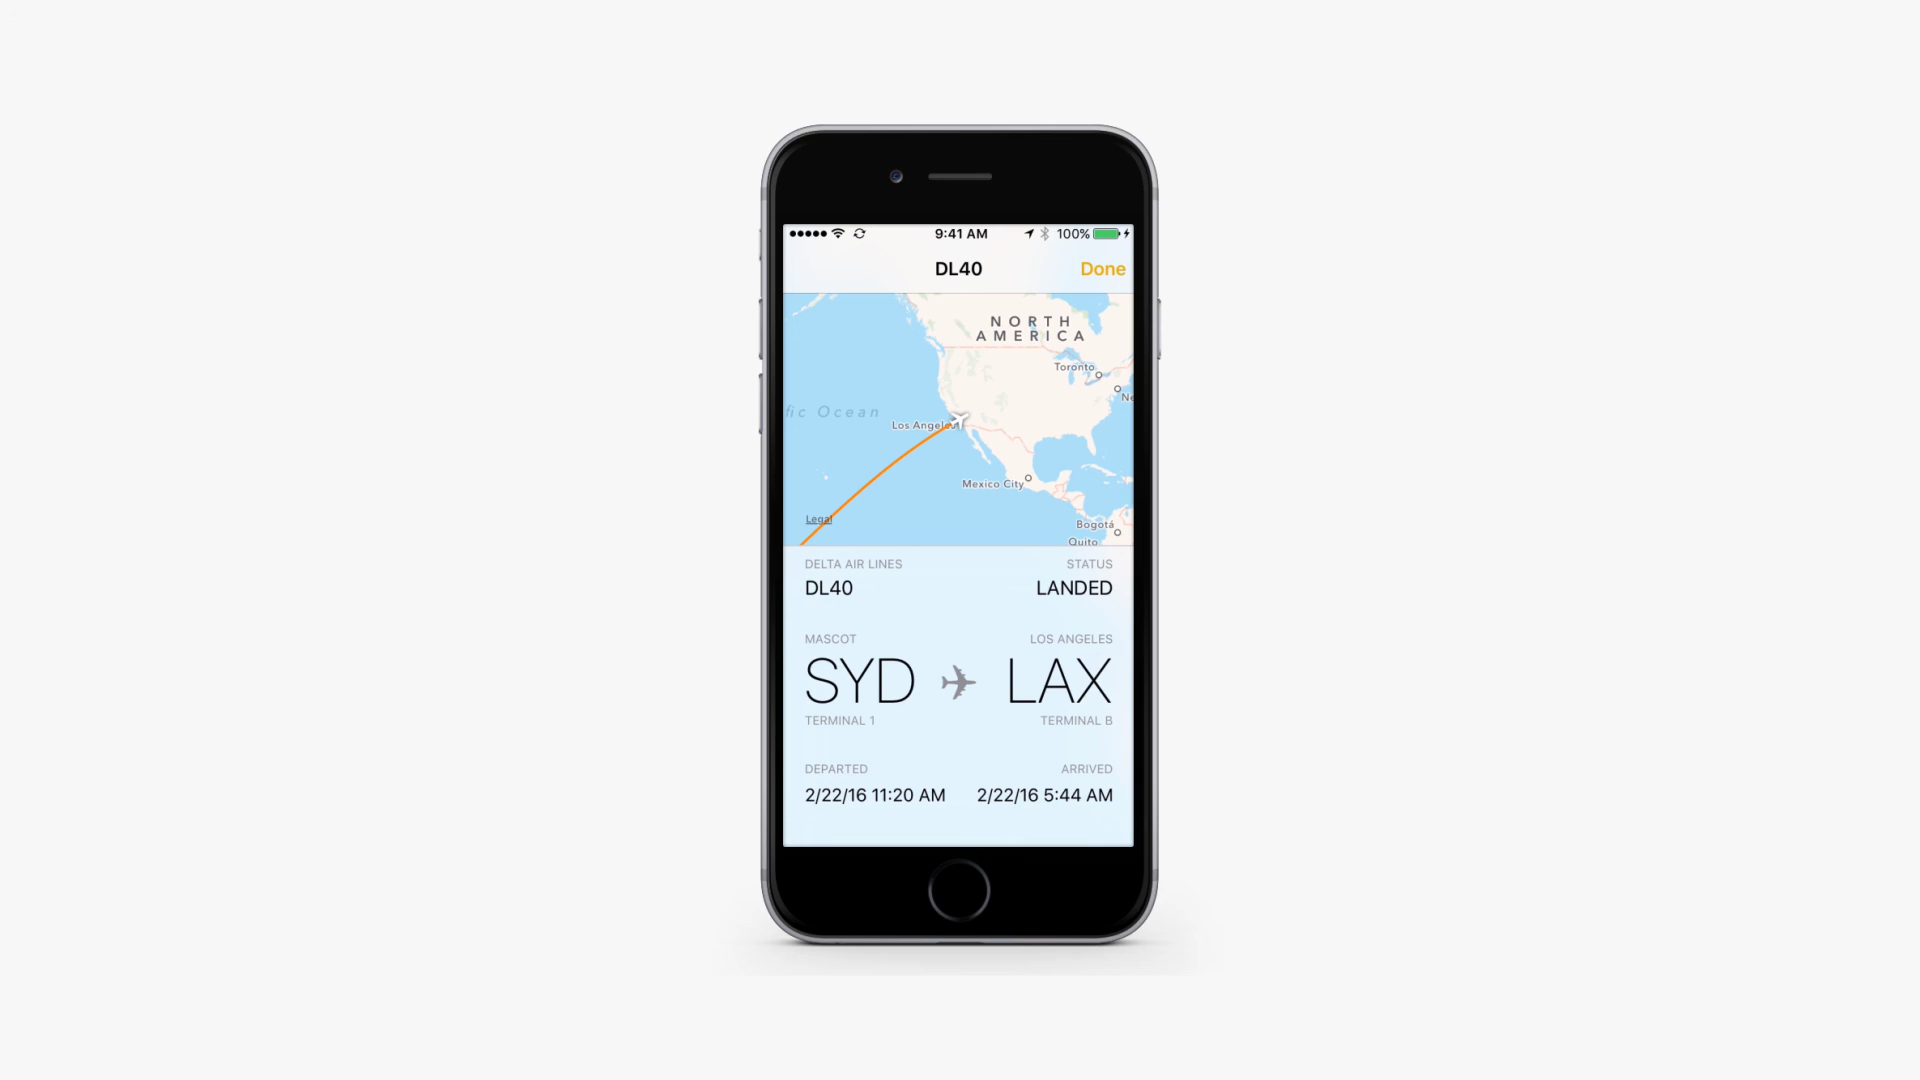 9:41 AM 100%
DL40 Done
NORTH
AMERICA
Toronto
Ne
fic Ocean
Los Angeles
Mexico City
Legal
Bogotá
Quito
DELTA AIR LINES STATUS
DL40 LANDED
MASCOT LOS ANGELES
SYD LAX
TERMINAL 1 TERMINAL B
DEPARTED ARRIVED
2/22/16 11:20 AM 2/22/16 5:44 AM